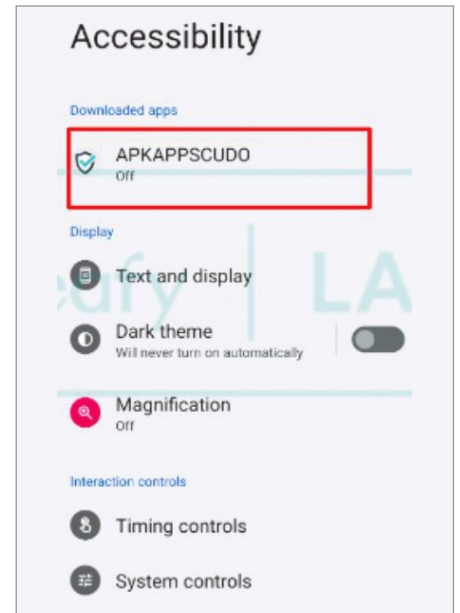 Accessibility
Downloaded apps
APKAPPSCUDO
Off
Display
Text and display
Dark theme
Will never turn on automatically
Magnification
Off
Interaction controls
Timing controls
System controls